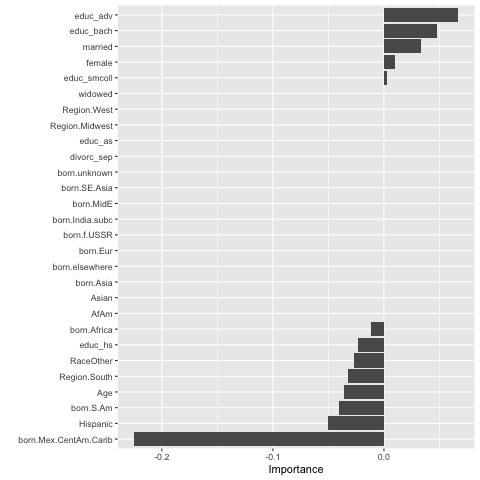 educ_adv
educ_bach
married
female
educ_smcoll
widowed
Region.West
Region.Midwest
educ_as
divorc_sep
born.unknown
born.SE.Asia
born.MidE
born.India.subc
born.f.USSR
born.Eur
born.elsewhere
born.Asia
Asian
AfAm
born.Africa
educ_hs
RaceOther
Region.South
Age
born.S.Am
Hispanic
born.Mex.CentAm.Carib
-0.2 -0.1 0.0
Importance